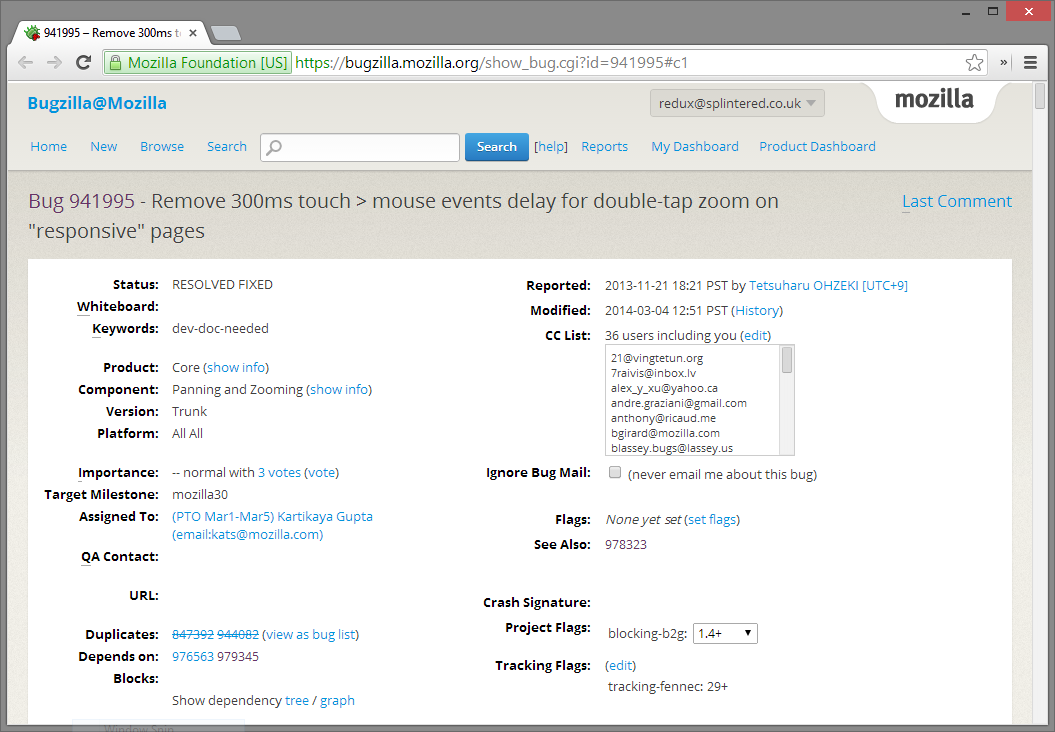 941995 – Remove 300ms t
Mozilla Foundation [US] https://bugzilla.mozilla.org/show_bug.cgi?id=941995#c1
Bugzilla@Mozilla
redux@splintered.co.uk
mozilla
Home New Browse Search Search [help] Reports My Dashboard Product Dashboard
Bug 941995 - Remove 300ms touch > mouse events delay for double-tap zoom on
"responsive" pages
Last Comment
Status: RESOLVED FIXED
Whiteboard:
Keywords: dev-doc-needed
Product: Core (show info)
Component: Panning and Zooming (show info)
Version: Trunk
Platform: All All
Importance: -- normal with 3 votes (vote)
Target Milestone: mozilla30
Assigned To: (PTO Mar1-Mar5) Kartikaya Gupta
(email:kats@mozilla.com)
QA Contact:
URL:
Duplicates: 847392 944082 (view as bug list)
Depends on: 976563 979345
Blocks:
Show dependency tree / graph
Reported: 2013-11-21 18:21 PST by Tetsuharu OHZEKI [UTC+9]
Modified: 2014-03-04 12:51 PST (History)
CC List: 36 users including you (edit)
21@vingtetun.org
7raivis@inbox.lv
alex_y_xu@yahoo.ca
andre.graziani@gmail.com
anthony@ricaud.me
bgirard@mozilla.com
blassey.bugs@lassey.us
Ignore Bug Mail: (never email me about this bug)
Flags: None yet set (set flags)
See Also: 978323
Crash Signature:
Project Flags: blocking-b2g: 1.4+
Tracking Flags: (edit)
tracking-fennec: 29+